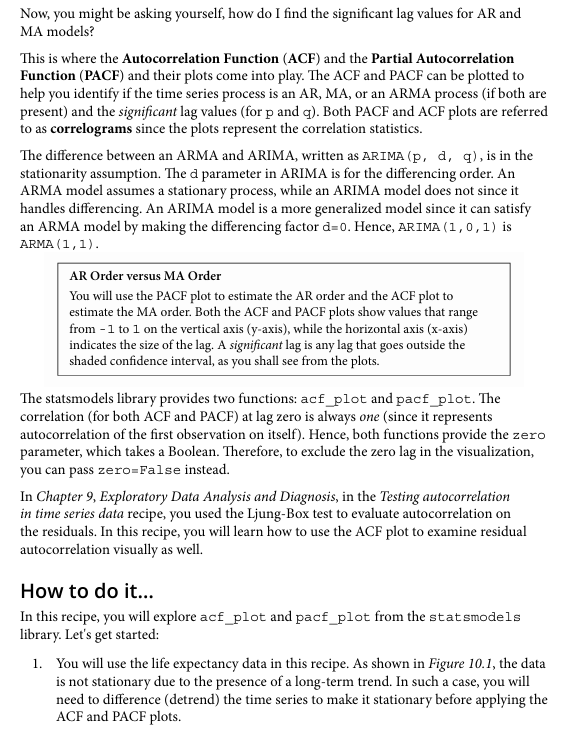 Now, you might be asking yourself, how do I find the significant lag values for AR and
MA models?
This is where the Autocorrelation Function (ACF) and the Partial Autocorrelation
Function (PACF) and their plots come into play. The ACF and PACF can be plotted to
help you identify if the time series process is an AR, MA, or an ARMA process (if both are
present) and the significant lag values (for p and q). Both PACF and ACF plots are referred
to as correlograms since the plots represent the correlation statistics.
The difference between an ARMA and ARIMA, written as ARIMA(p, d, q), is in the
stationarity assumption. The d parameter in ARIMA is for the differencing order. An
ARMA model assumes a stationary process, while an ARIMA model does not since it
handles differencing. An ARIMA model is a more generalized model since it can satisfy
an ARMA model by making the differencing factor d=0. Hence, ARIMA(1,0,1) is
ARMA(1,1).
AR Order versus MA Order
You will use the PACF plot to estimate the AR order and the ACF plot to
estimate the MA order. Both the ACF and PACF plots show values that range
from -1 to 1 on the vertical axis (y-axis), while the horizontal axis (x-axis)
indicates the size of the lag. A significant lag is any lag that goes outside the
shaded confidence interval, as you shall see from the plots.
The statsmodels library provides two functions: acf_plot and pacf_plot. The
correlation (for both ACF and PACF) at lag zero is always one (since it represents
autocorrelation of the first observation on itself). Hence, both functions provide the zero
parameter, which takes a Boolean. Therefore, to exclude the zero lag in the visualization,
you can pass zero=False instead.
In Chapter 9, Exploratory Data Analysis and Diagnosis, in the Testing autocorrelation
in time series data recipe, you used the Ljung-Box test to evaluate autocorrelation on
the residuals. In this recipe, you will learn how to use the ACF plot to examine residual
autocorrelation visually as well.
How to do it…
In this recipe, you will explore acf_plot and pacf_plot from the statsmodels
library. Let's get started:
1. You will use the life expectancy data in this recipe. As shown in Figure 10.1, the data
is not stationary due to the presence of a long-term trend. In such a case, you will
need to difference (detrend) the time series to make it stationary before applying the
ACF and PACF plots.